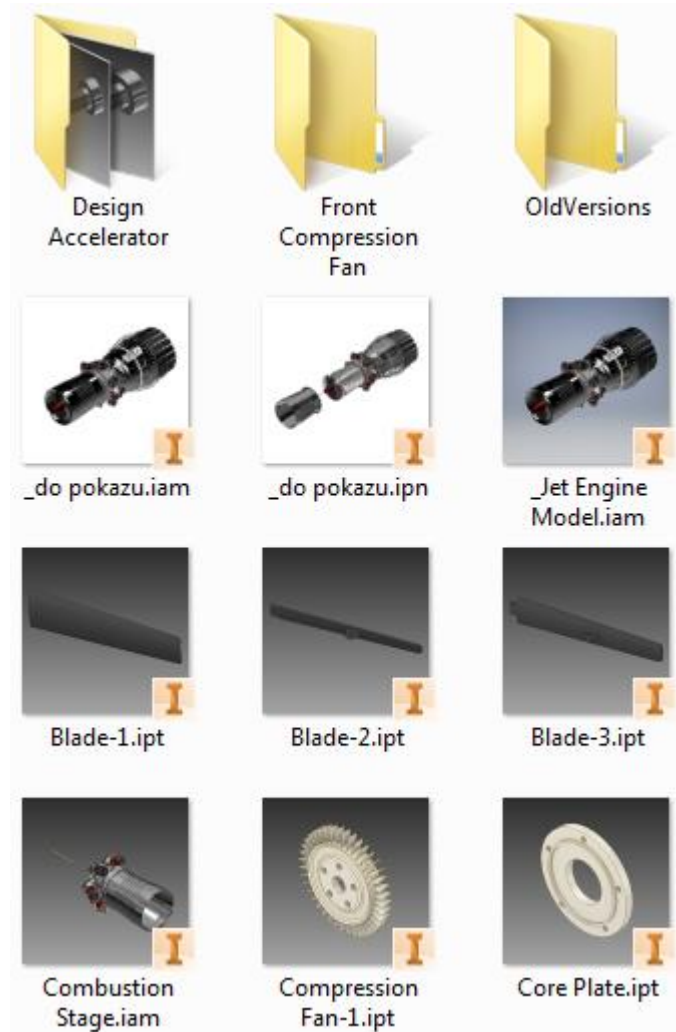 Design
Accelerator
Front
Compression
Fan
OldVersions
_do pokazu.iam
_do pokazu.ipn
_Jet Engine
Model.iam
Blade-1.ipt
Blade-2.ipt
Blade-3.ipt
Combustion
Stage.iam
Compression
Fan-1.ipt
Core Plate.ipt